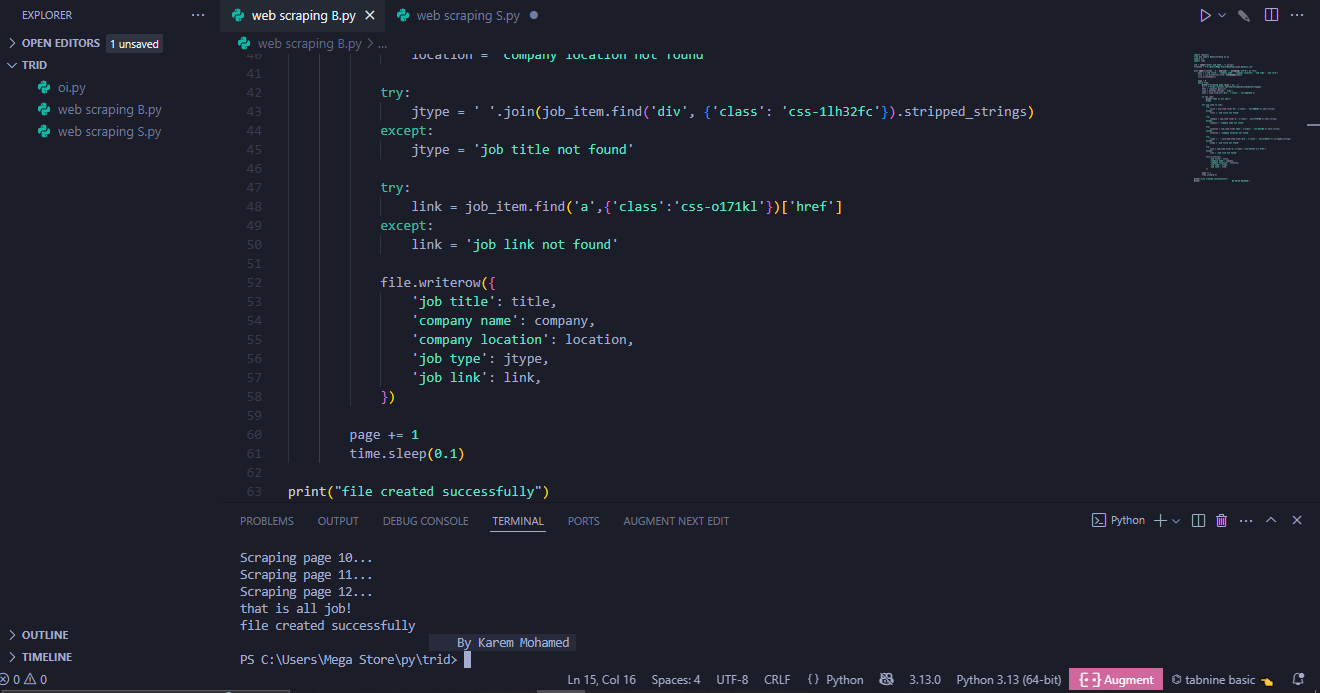 EXPLORER
web scraping B.py
web scraping S.py
OPEN EDITORS 1 unsaved
TRID
oi.py
web scraping B.py
web scraping S.py
OUTLINE
TIMELINE
web scraping B.py > ...
40 location = 'company location not found'
41
42 try:
43 jtype = ' '.join(job_item.find('div', {'class': 'css-1lh32fc'}).stripped_strings)
44 except:
45 jtype = 'job title not found'
46
47 try:
48 link = job_item.find('a',{'class':'css-o171kl'})['href']
49 except:
50 link = 'job link not found'
51
52 file.writerow({
53 'job title': title,
54 'company name': company,
55 'company location': location,
56 'job type': jtype,
57 'job link': link,
58 })
59
60 page += 1
61 time.sleep(0.1)
62
63 print("file created successfully")
PROBLEMS OUTPUT DEBUG CONSOLE TERMINAL PORTS AUGMENT NEXT EDIT
Python
Scraping page 10...
Scraping page 11...
Scraping page 12...
that is all job!
file created successfully
By Karem Mohamed
PS C:\Users\Mega Store\py\trid>
0 0 Ln 15, Col 16 Spaces: 4 UTF-8 CRLF {} Python 3.13.0 Python 3.13 (64-bit) Augment tabnine basic